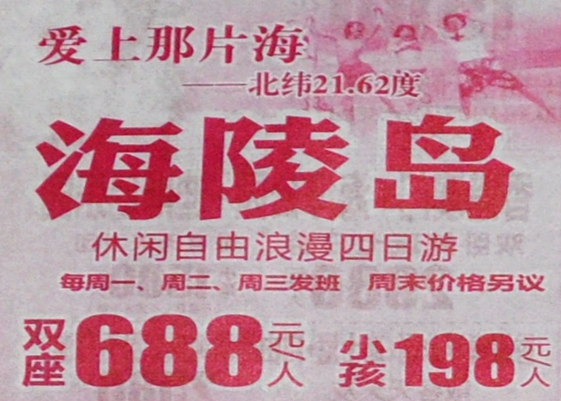 爱上那片海
——北纬21.62度
海陵岛
休闲自由浪漫四日游
每周一、周二、周三发班 周末价格另议
双座688元/人 小孩198元/人